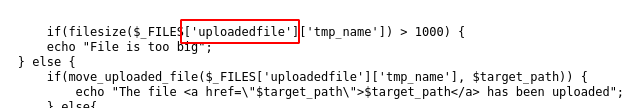 if(filesize($_FILES['uploadedfile']['tmp_name']) > 1000) {
echo "File is too big";
} else {
if(move_uploaded_file($_FILES['uploadedfile']['tmp_name'], $target_path)) {
echo "The file <a href=\"$target_path\">$target_path</a> has been uploaded";
} else{